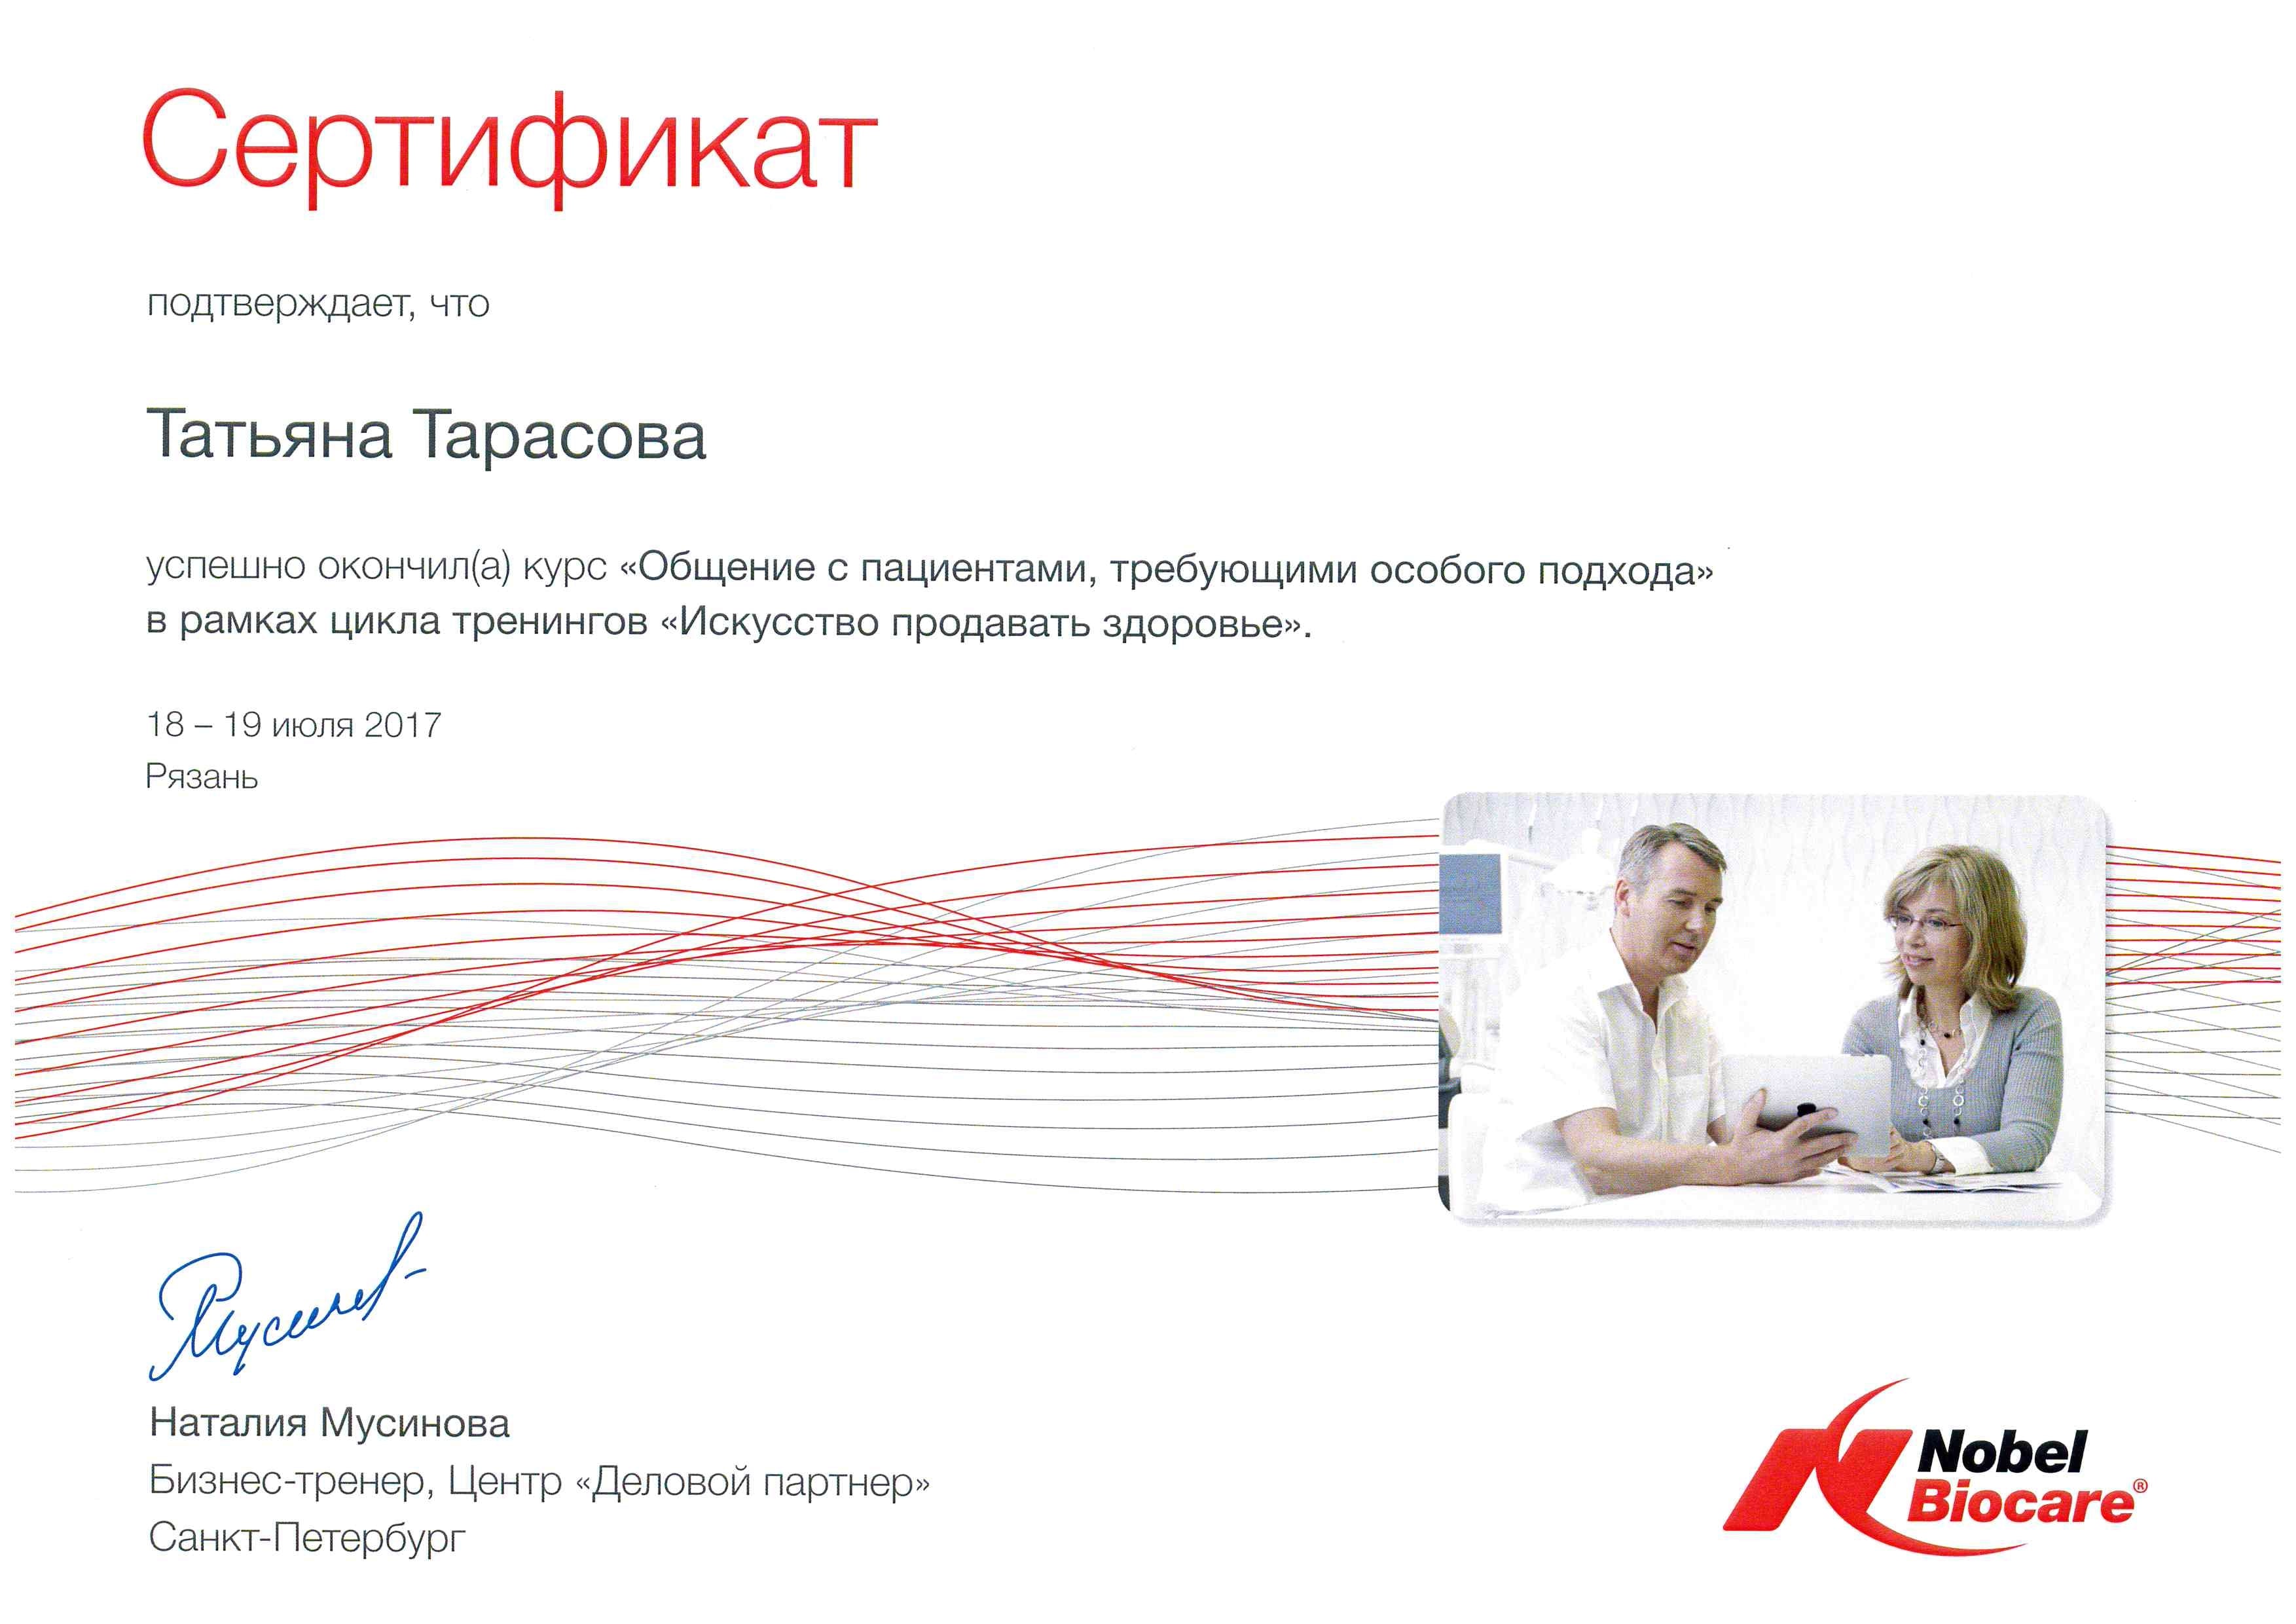 Сертификат
подтверждает, что
Татьяна Тарасова
успешно окончил(а) курс «Общение с пациентами, требующими особого подхода»
в рамках цикла тренингов «Искусство продавать здоровье».
18 – 19 июля 2017
Рязань
Наталия Мусинова
Бизнес-тренер, Центр «Деловой партнер»
Санкт-Петербург
Nobel
Biocare®